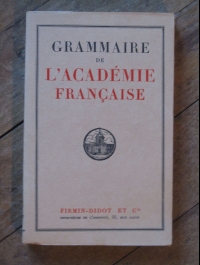 GRAMMAIRE
DE
L'ACADÉMIE
FRANÇAISE
FIRMIN-DIDOT ET Cie